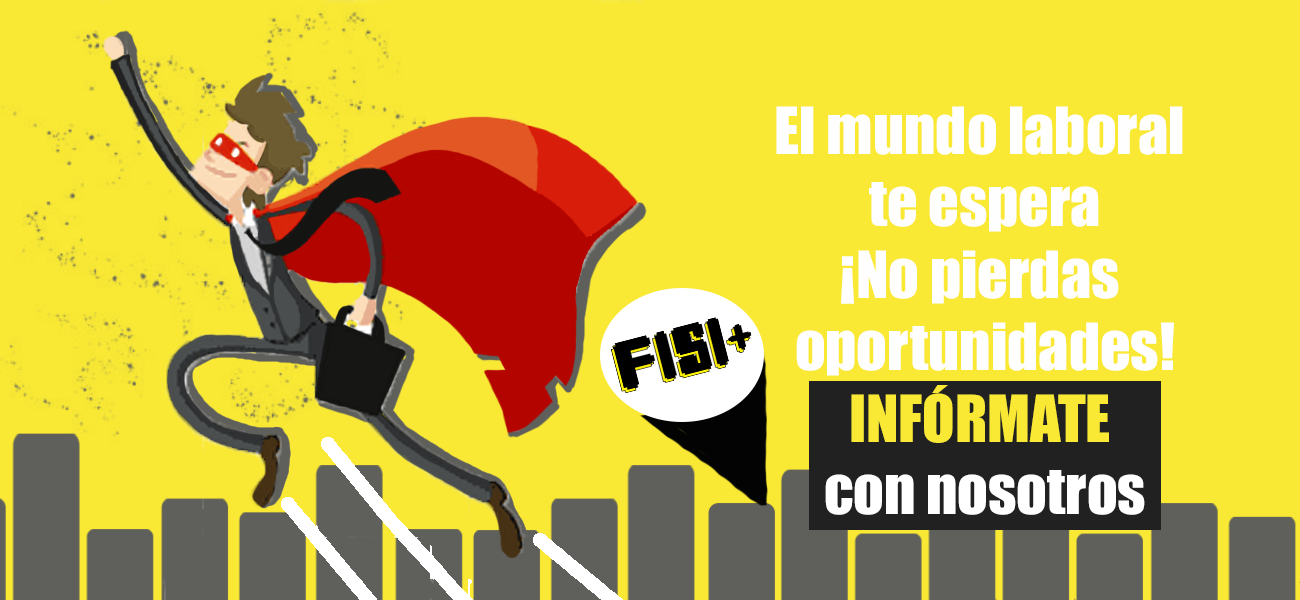 El mundo laboral
te espera
¡No pierdas
oportunidades!
INFÓRMATE
con nosotros
FISI+